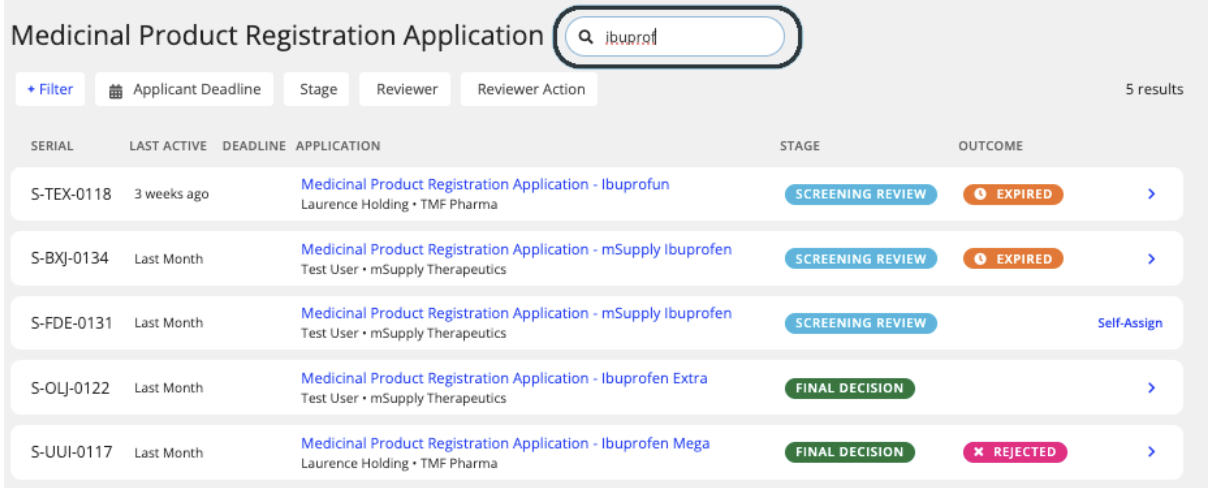 Medicinal Product Registration Application ibuprof
+ Filter Applicant Deadline Stage Reviewer Reviewer Action 5 results
SERIAL LAST ACTIVE DEADLINE APPLICATION STAGE OUTCOME
S-TEX-0118 3 weeks ago Medicinal Product Registration Application - Ibuprofun SCREENING REVIEW EXPIRED
Laurence Holding • TMF Pharma
S-BXJ-0134 Last Month Medicinal Product Registration Application - mSupply Ibuprofen SCREENING REVIEW EXPIRED
Test User • mSupply Therapeutics
S-FDE-0131 Last Month Medicinal Product Registration Application - mSupply Ibuprofen SCREENING REVIEW Self-Assign
Test User • mSupply Therapeutics
S-OLJ-0122 Last Month Medicinal Product Registration Application - Ibuprofen Extra FINAL DECISION
Test User • mSupply Therapeutics
S-UUI-0117 Last Month Medicinal Product Registration Application - Ibuprofen Mega FINAL DECISION REJECTED
Laurence Holding • TMF Pharma